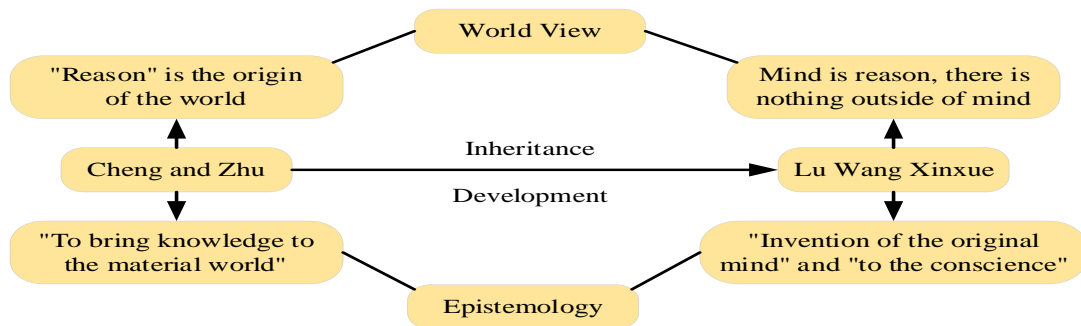 World View
"Reason" is the origin
of the world
Mind is reason, there is
nothing outside of mind
Cheng and Zhu
Inheritance
Development
Lu Wang Xinxue
"To bring knowledge to
the material world"
"Invention of the original
mind" and "to the conscience"
Epistemology